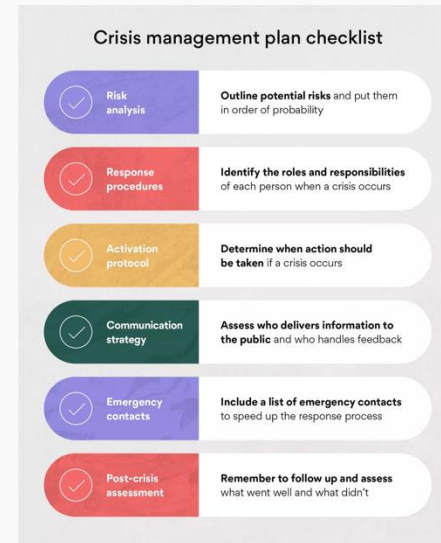 Crisis management plan checklist
Risk
analysis
Outline potential risks and put them
in order of probability
Response
procedures
Identify the roles and responsibilities
of each person when a crisis occurs
Activation
protocol
Determine when action should
be taken if a crisis occurs
Communication
strategy
Assess who delivers information to
the public and who handles feedback
Emergency
contacts
Include a list of emergency contacts
to speed up the response process
Post-crisis
assessment
Remember to follow up and assess
what went well and what didn't